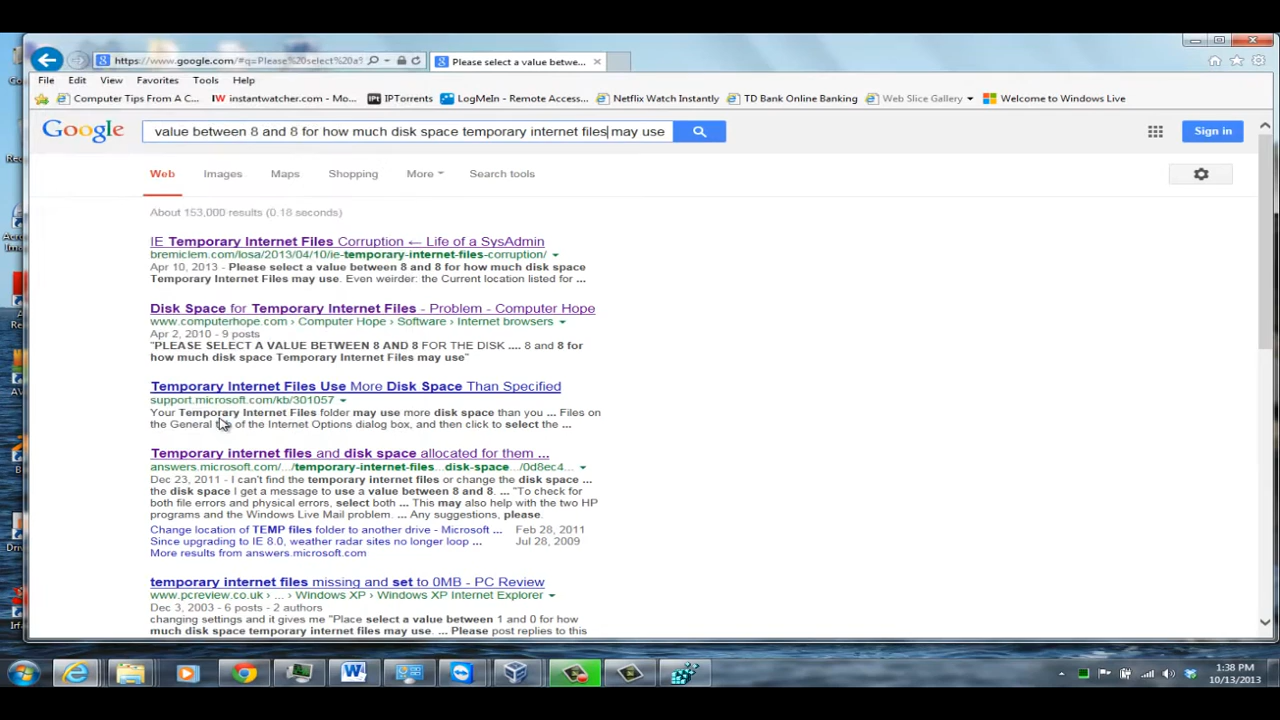 https://www.google.com/#q=Please%20select%20a9
Please select a value betwe...
File Edit View Favorites Tools Help
Computer Tips From A C... instantwatcher.com - Mo... IPTorrents LogMeIn - Remote Access... Netflix Watch Instantly TD Bank Online Banking Web Slice Gallery Welcome to Windows Live
Google value between 8 and 8 for how much disk space temporary internet files may use Sign in
Web Images Maps Shopping More Search tools
About 153,000 results (0.18 seconds)
IE Temporary Internet Files Corruption ← Life of a SysAdmin
bremiclem.com/losa/2013/04/10/ie-temporary-internet-files-corruption/
Apr 10, 2013 - Please select a value between 8 and 8 for how much disk space
Temporary Internet Files may use. Even weirder: the Current location listed for ...
Disk Space for Temporary Internet Files - Problem - Computer Hope
www.computerhope.com › Computer Hope › Software › Internet browsers
Apr 2, 2010 - 9 posts
"PLEASE SELECT A VALUE BETWEEN 8 AND 8 FOR THE DISK .... 8 and 8 for
how much disk space Temporary Internet Files may use"
Temporary Internet Files Use More Disk Space Than Specified
support.microsoft.com/kb/301057
Your Temporary Internet Files folder may use more disk space than you ... Files on
the General of the Internet Options dialog box, and then click to select the ...
Temporary internet files and disk space allocated for them ...
answers.microsoft.com/.../temporary-internet-files...disk-space.../0d8ec4...
Dec 23, 2011 - I can't find the temporary internet files or change the disk space ...
the disk space I get a message to use a value between 8 and 8. ... "To check for
both file errors and physical errors, select both ... This may also help with the two HP
programs and the Windows Live Mail problem. ... Any suggestions, please.
Change location of TEMP files folder to another drive - Microsoft ... Feb 28, 2011
Since upgrading to IE 8.0, weather radar sites no longer loop ... Jul 28, 2009
More results from answers.microsoft.com
temporary internet files missing and set to 0MB - PC Review
www.pcreview.co.uk › ... › Windows XP › Windows XP Internet Explorer
Dec 3, 2003 - 6 posts - 2 authors
changing settings and it gives me "Place select a value between 1 and 0 for how
much disk space temporary internet files may use. ... Please post replies to this
1:38 PM
10/13/2013